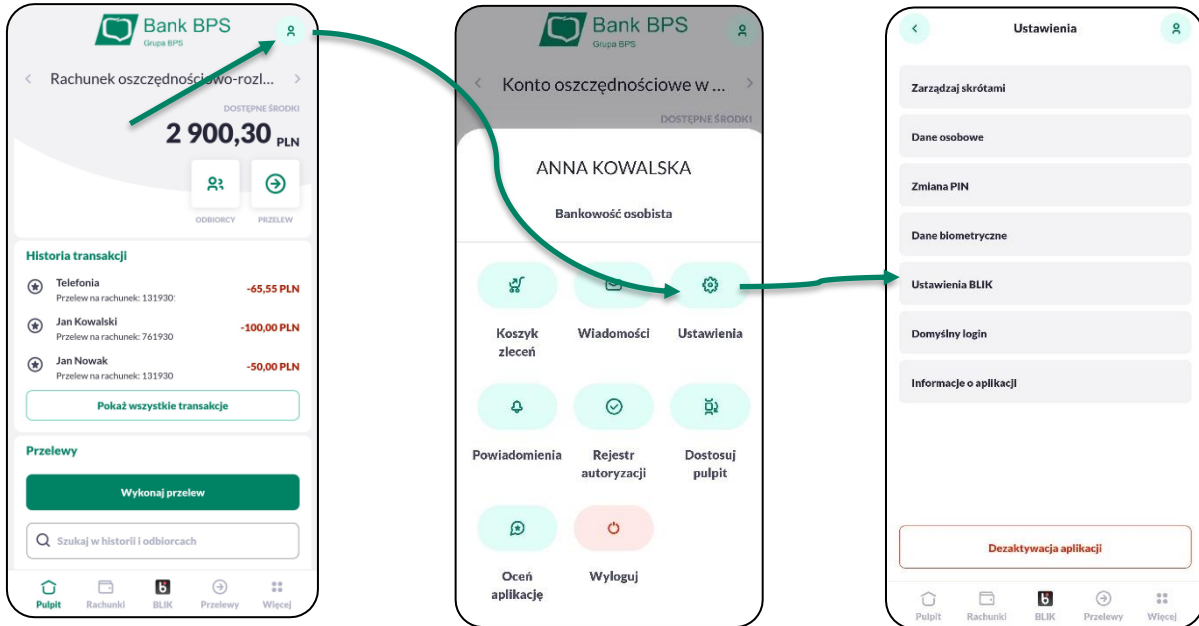 Bank BPS
Grupa BPS
Rachunek oszczędnościowo-rozl...
DOSTĘPNE ŚRODKI
2 900,30 PLN
ODBIORCY PRZELEW
Historia transakcji
Telefonia
Przelew na rachunek: 131930
-65,55 PLN
Jan Kowalski
Przelew na rachunek: 761930
-100,00 PLN
Jan Nowak
Przelew na rachunek: 131930
-50,00 PLN
Pokaż wszystkie transakcje
Przelewy
Wykonaj przelew
Szukaj w historii i odbiorcach
Pulpit Rachunki BLIK Przelewy Więcej
Bank BPS
Grupa BPS
Konto oszczędnościowe w ...
DOSTĘPNE ŚRODKI
ANNA KOWALSKA
Bankowość osobista
Koszyk zleceń
Wiadomości
Ustawienia
Powiadomienia
Rejestr autoryzacji
Dostosuj pulpit
Oceń aplikację
Wyloguj
Ustawienia
Zarządzaj skrótami
Dane osobowe
Zmiana PIN
Dane biometryczne
Ustawienia BLIK
Domyślny login
Informacje o aplikacji
Dezaktywacja aplikacji
Pulpit Rachunki BLIK Przelewy Więcej